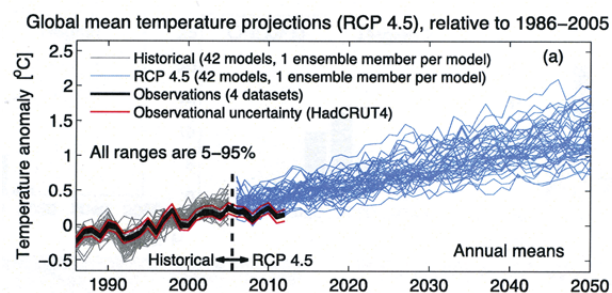 Global mean temperature projections (RCP 4.5), relative to 1986–2005
2.5
2
1.5
1
0.5
0
−0.5
Temperature anomaly [°C]
(a)
Historical (42 models, 1 ensemble member per model)
RCP 4.5 (42 models, 1 ensemble member per model)
Observations (4 datasets)
Observational uncertainty (HadCRUT4)
All ranges are 5–95%
Historical
RCP 4.5
Annual means
1990 2000 2010 2020 2030 2040 2050